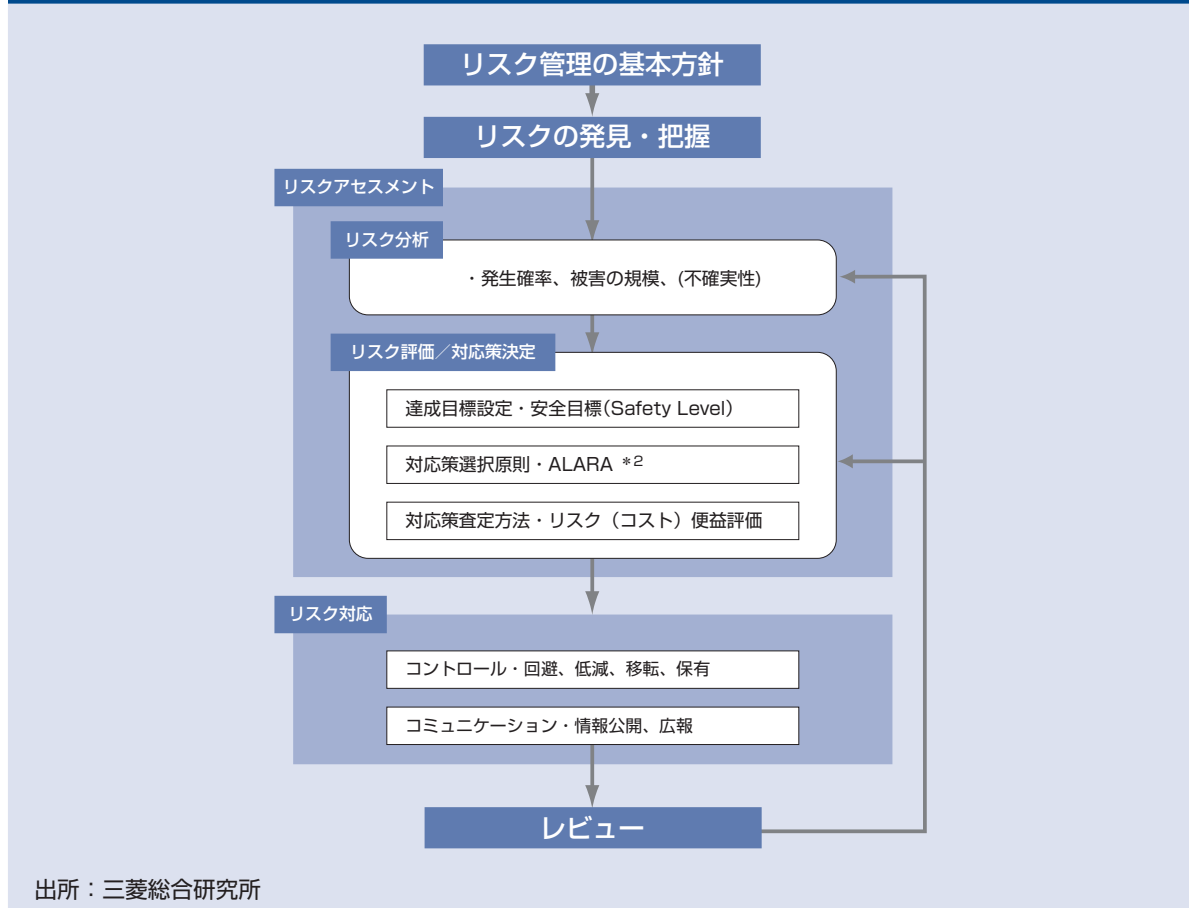 リスク管理の基本方針
リスクの発見・把握
リスクアセスメント
リスク分析
・発生確率、被害の規模、(不確実性)
リスク評価／対応策決定
達成目標設定・安全目標(Safety Level)
対応策選択原則・ALARA *2
対応策査定方法・リスク（コスト）便益評価
リスク対応
コントロール・回避、低減、移転、保有
コミュニケーション・情報公開、広報
レビュー
出所：三菱総合研究所